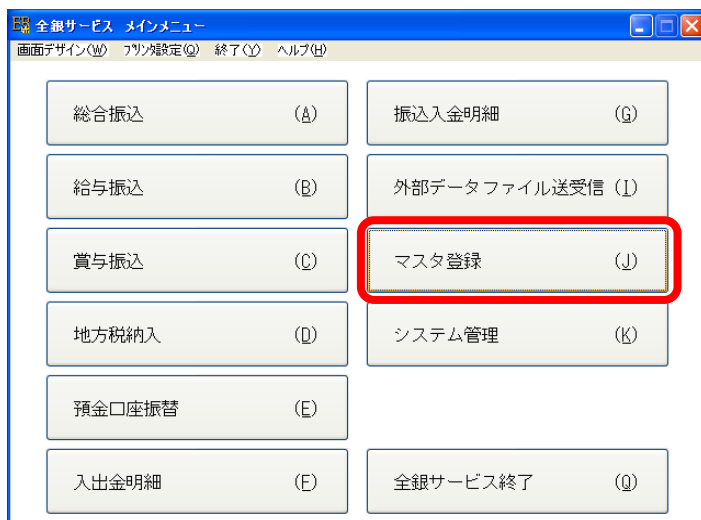 全銀サービス メインメニュー
画面デザイン(W) プリンタ設定(Q) 終了(Y) ヘルプ(H)
総合振込 (A)
振込入金明細 (G)
給与振込 (B)
外部データファイル送受信 (I)
賞与振込 (C)
マスタ登録 (J)
地方税納入 (D)
システム管理 (K)
預金口座振替 (E)
入出金明細 (F)
全銀サービス終了 (Q)